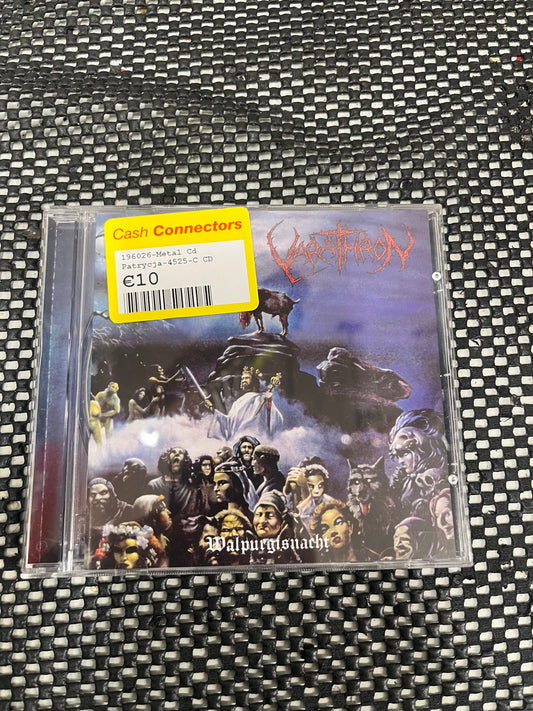 Cash Connectors
196026-Metal Cd
Patrycja-4525-C CD
€10
VARATHRON
Walpurgisnacht